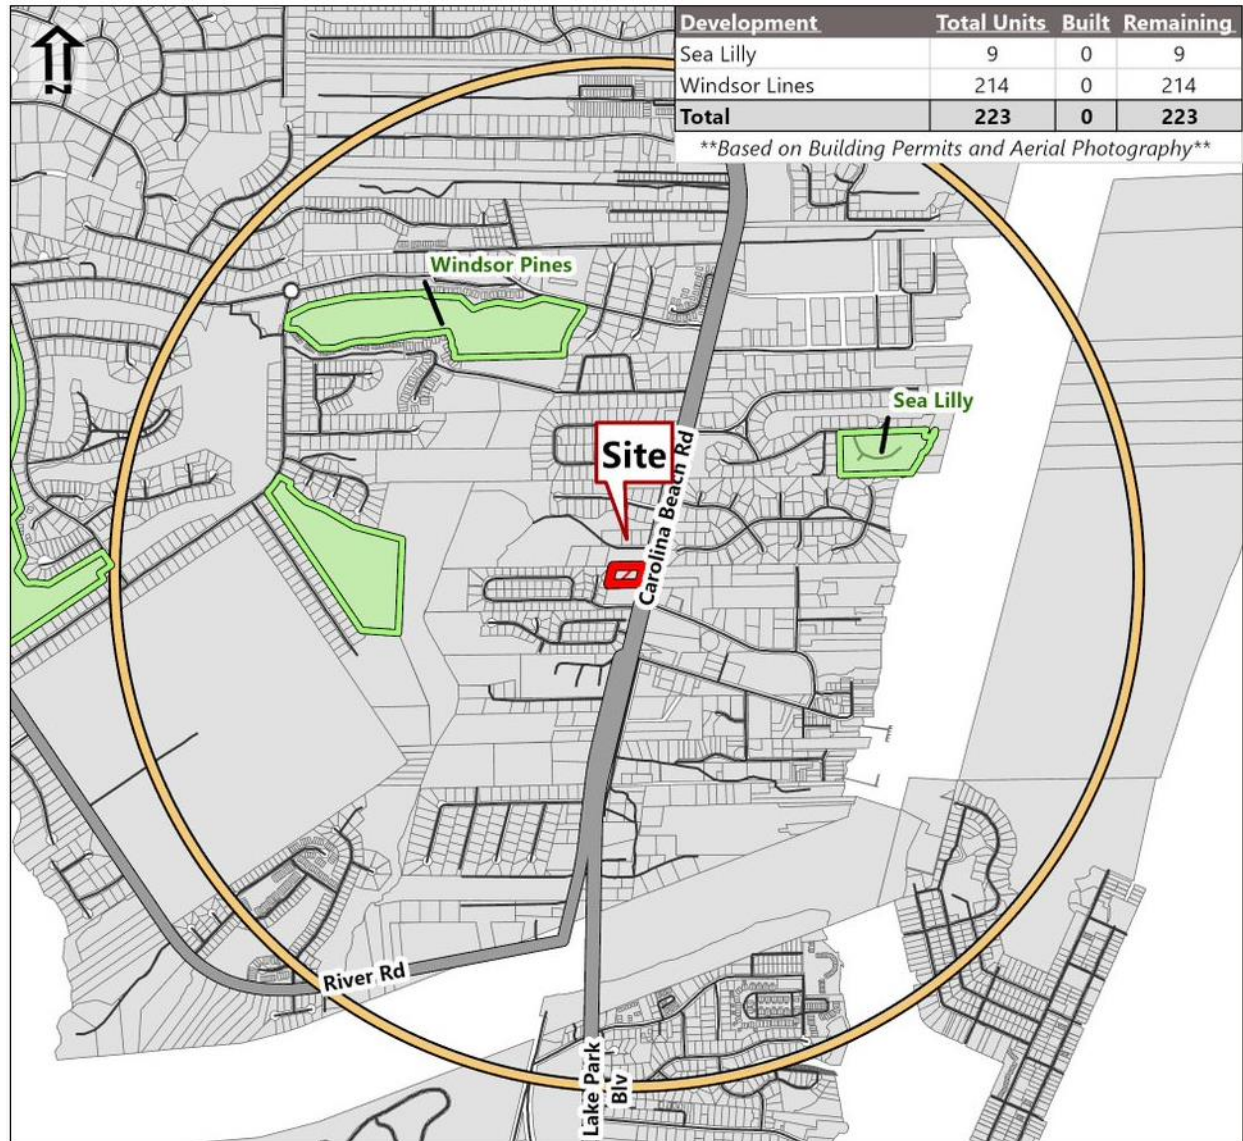 N
Development Total Units Built Remaining
Sea Lilly 9 0 9
Windsor Lines 214 0 214
Total 223 0 223
**Based on Building Permits and Aerial Photography**
Windsor Pines
Sea Lilly
Site
Carolina Beach Rd
River Rd
Lake Park
Blv